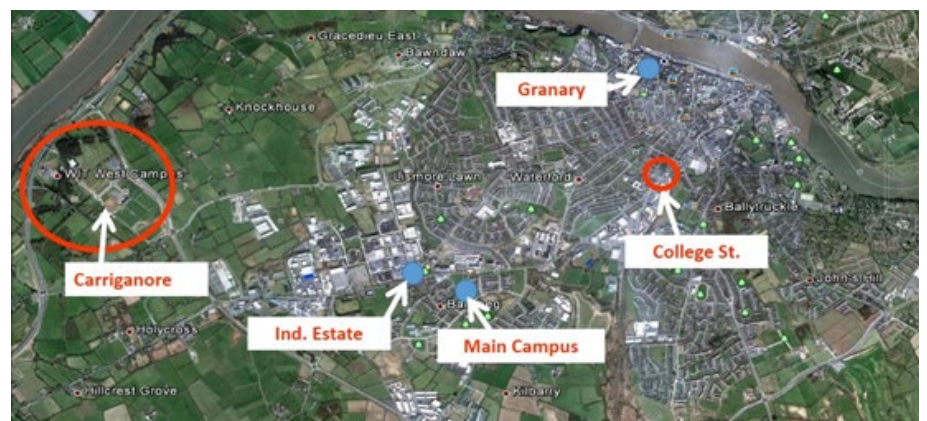 Gracedieu East
Bawndaw
Granary
Knockhouse
WIT West Campus
Lismore Lawn
Waterford
Ballytruckle
College St.
Carriganore
John's Hill
Ind. Estate
Main Campus
Holycross
Hillcrest Grove
Kilbarry